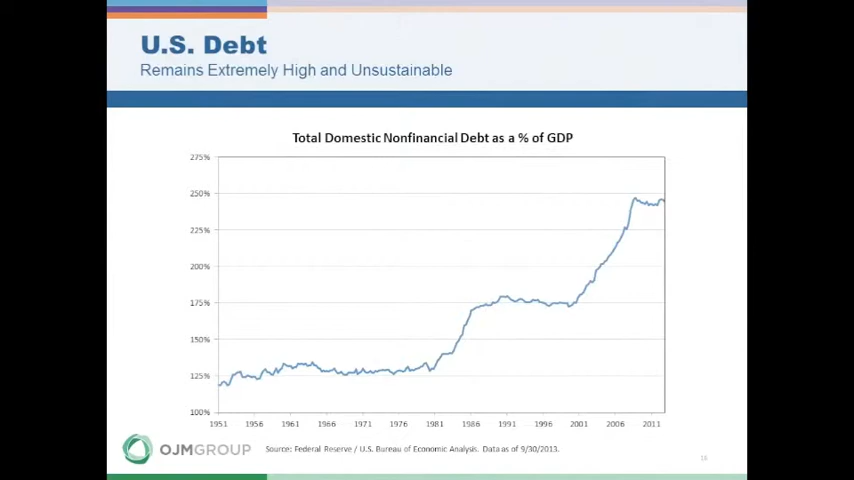 U.S. Debt
Remains Extremely High and Unsustainable
Total Domestic Nonfinancial Debt as a % of GDP
275%
250%
225%
200%
175%
150%
125%
100%
1951 1956 1961 1966 1971 1976 1981 1986 1991 1996 2001 2006 2011
OJMGROUP
Source: Federal Reserve / U.S. Bureau of Economic Analysis. Data as of 9/30/2013.